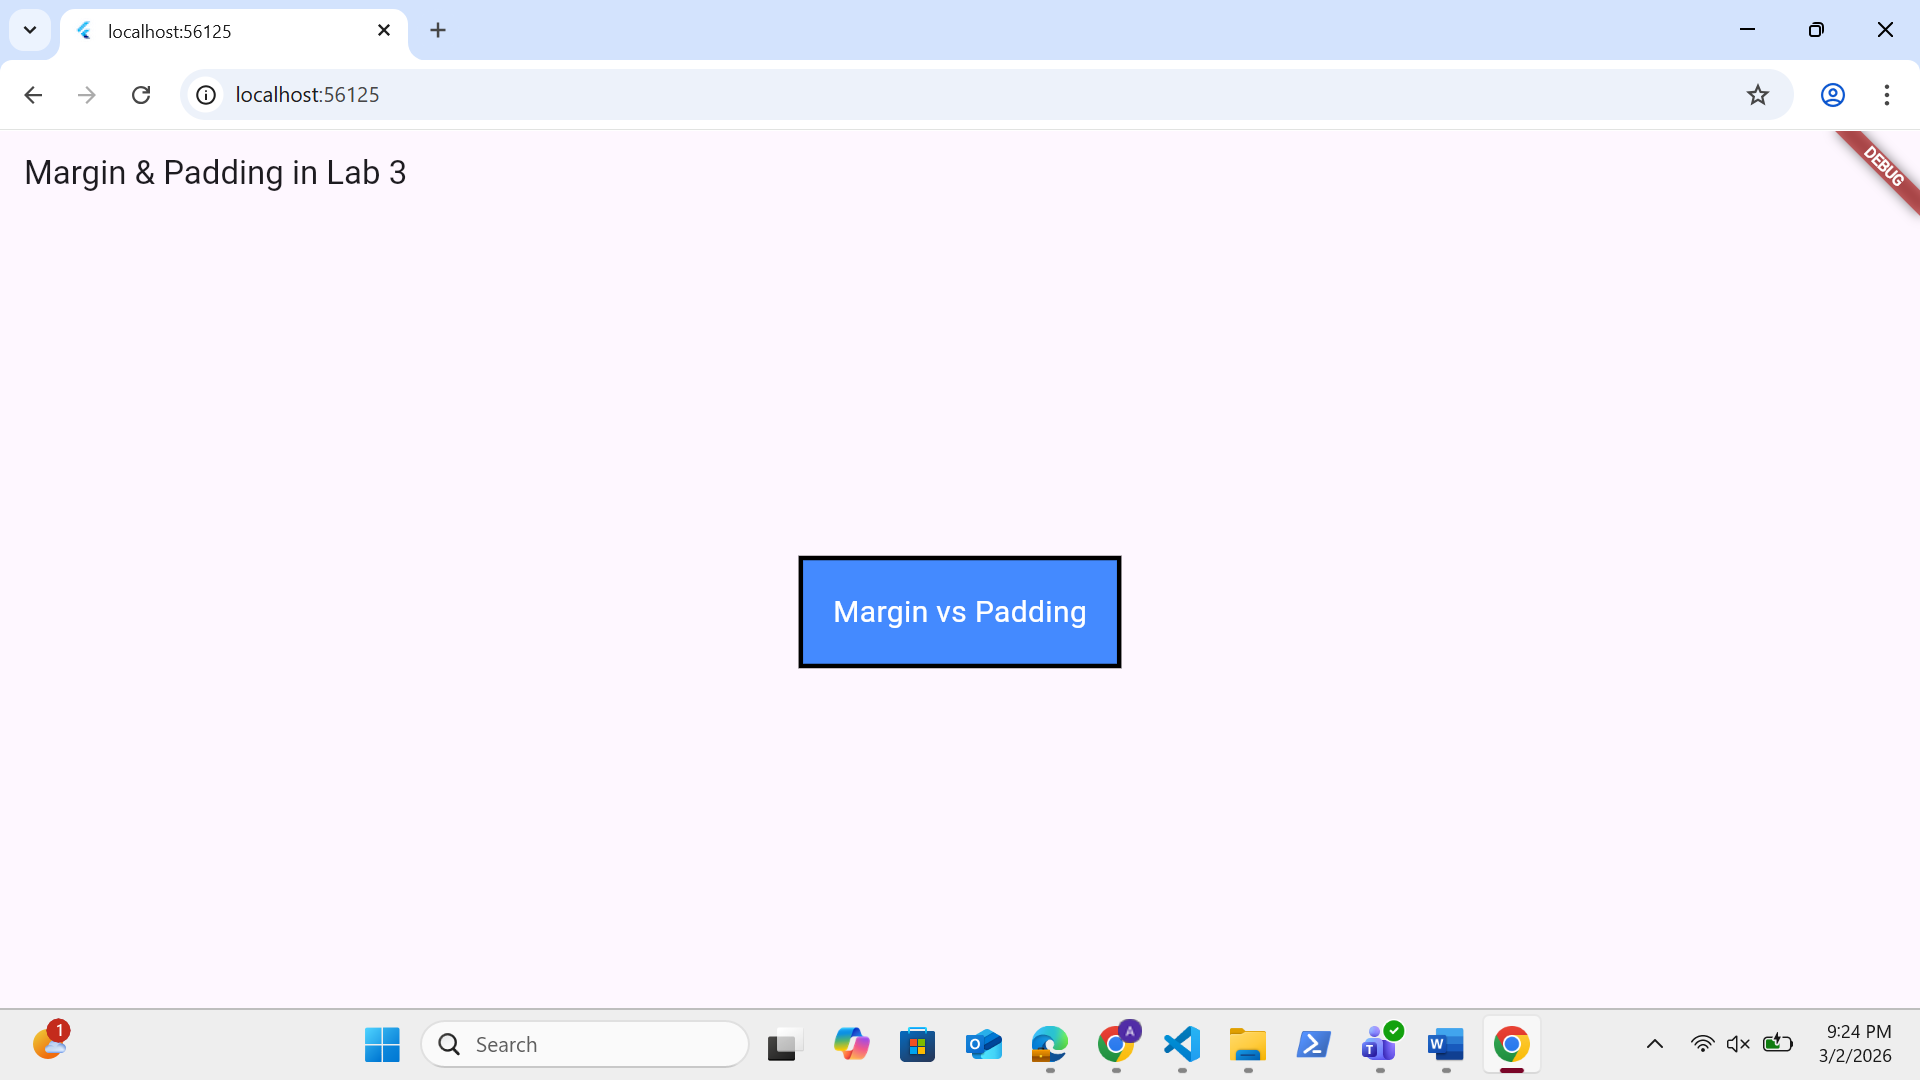 localhost:56125
localhost:56125
Margin & Padding in Lab 3
DEBUG
Margin vs Padding
1
Search
A
9:24 PM
3/2/2026